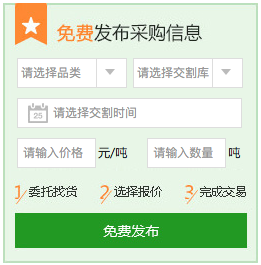 免费发布采购信息
请选择品类 请选择交割库
25 请选择交割时间
请输入价格 元/吨 请输入数量 吨
1 委托找货 2 选择报价 3 完成交易
免费发布